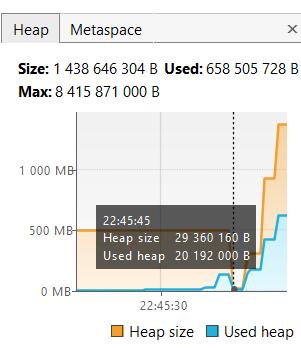 Heap Metaspace ×
Size: 1 438 646 304 B Used: 658 505 728 B
Max: 8 415 871 000 B
1 000 MB
500 MB
0 MB
22:45:45
Heap size 29 360 160 B
Used heap 20 192 000 B
22:45:30
Heap size Used heap